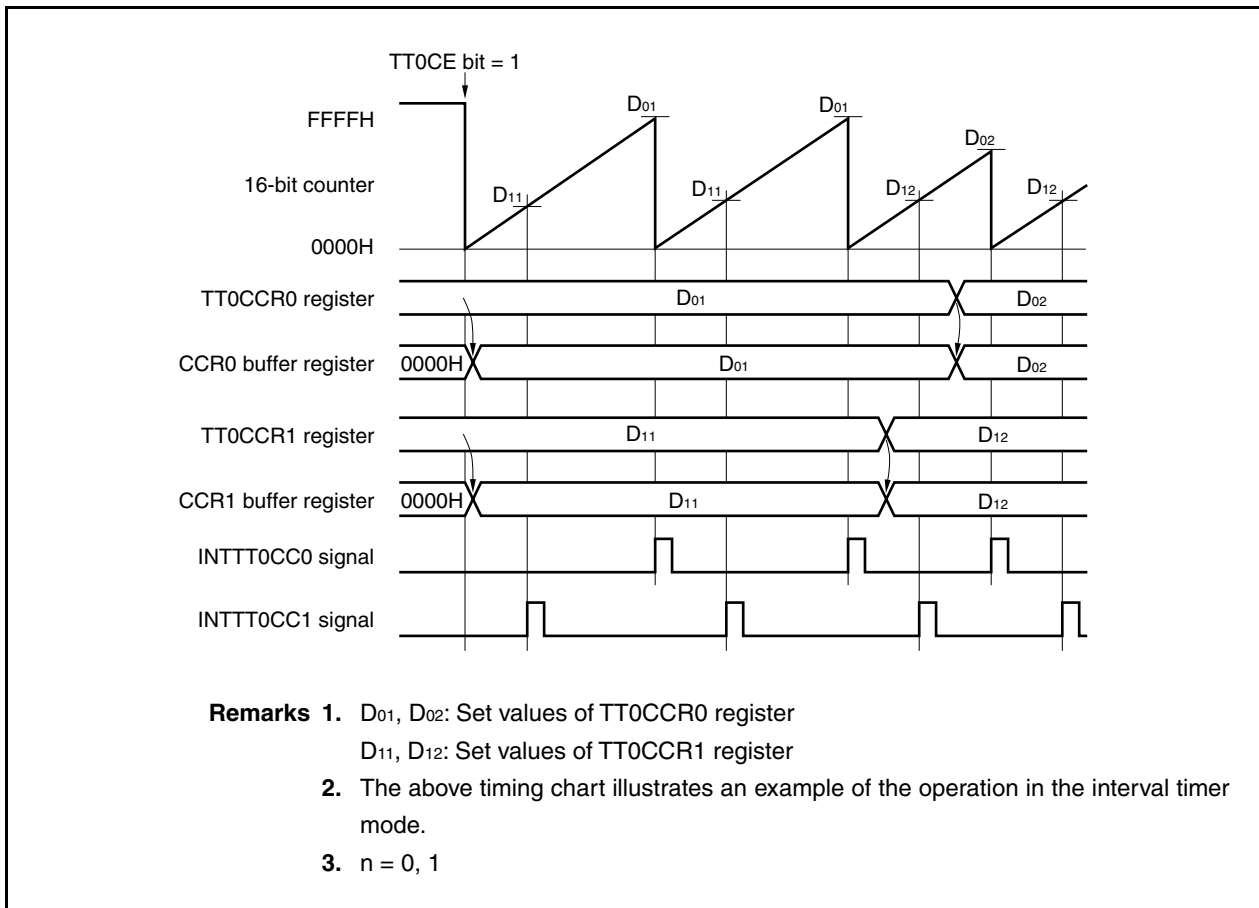 TT0CE bit = 1
D01 D01
FFFFH D02
16-bit counter D11 D11 D12 D12
0000H
TT0CCR0 register D01 D02
CCR0 buffer register 0000H D01 D02
TT0CCR1 register D11 D12
CCR1 buffer register 0000H D11 D12
INTTT0CC0 signal
INTTT0CC1 signal
Remarks 1. D01, D02: Set values of TT0CCR0 register
D11, D12: Set values of TT0CCR1 register
2. The above timing chart illustrates an example of the operation in the interval timer
mode.
3. n = 0, 1